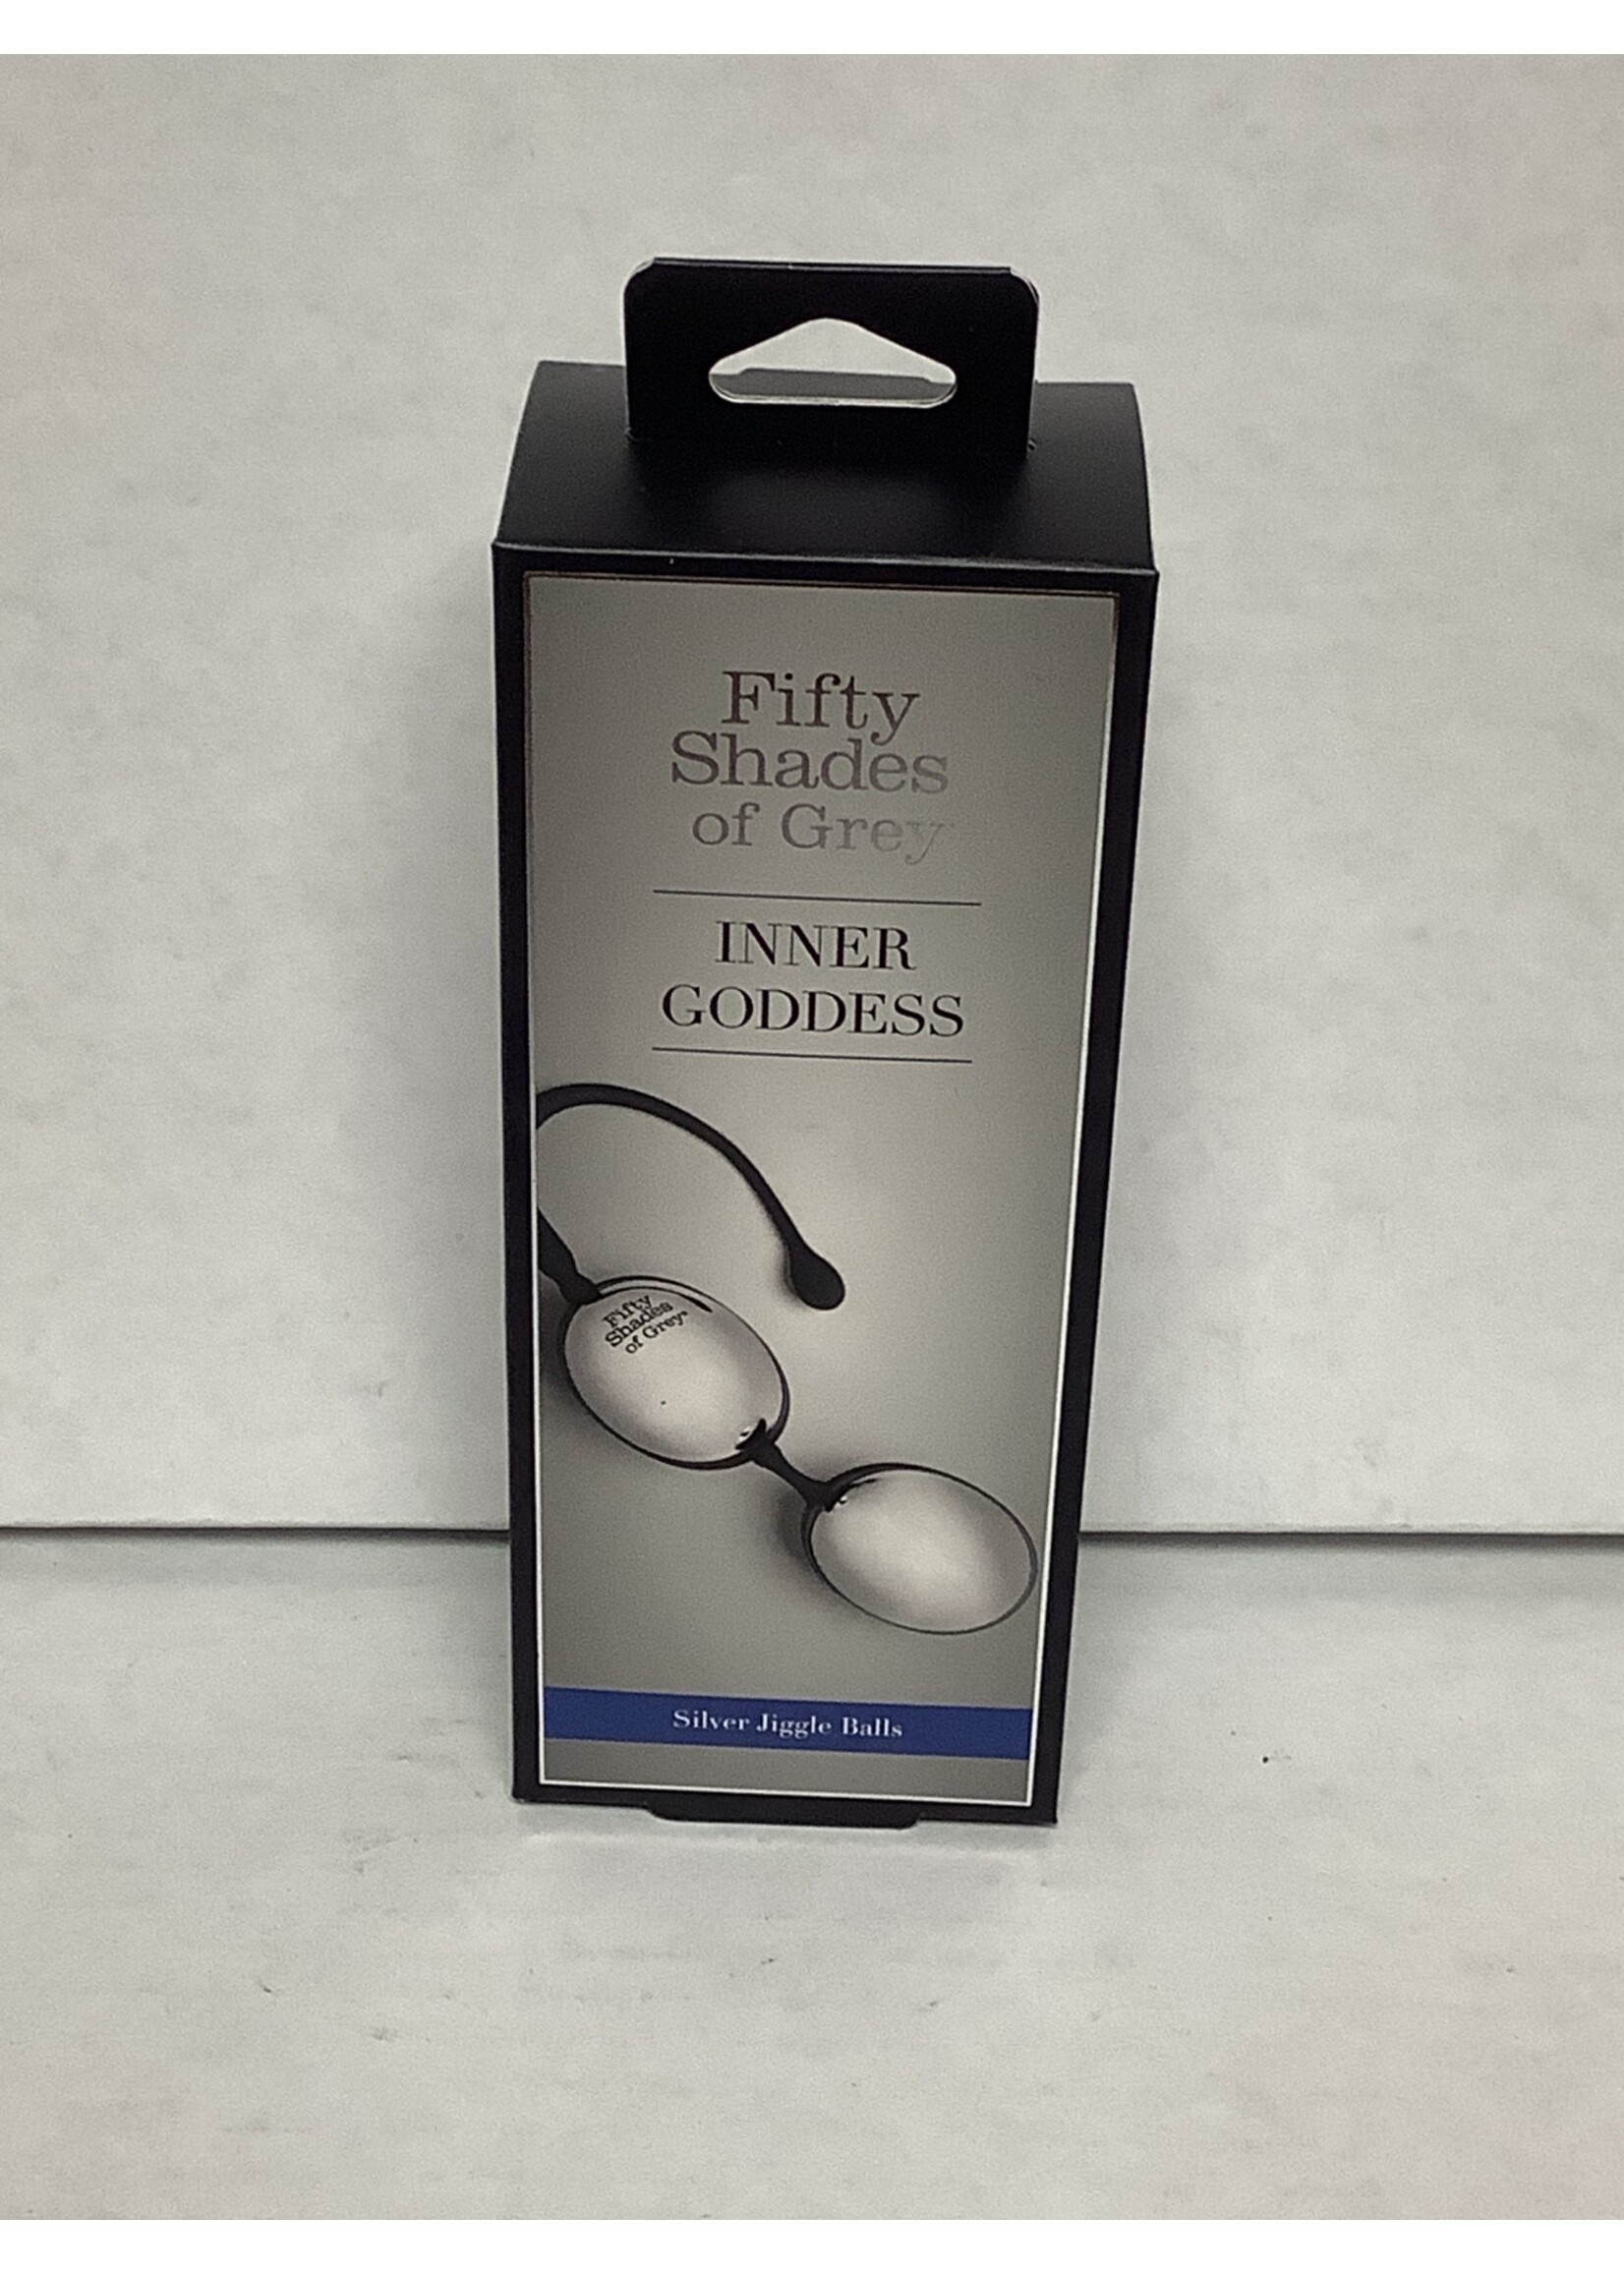 Fifty
Shades
of Grey
INNER
GODDESS
Fifty
Shades
of Grey
Silver Jiggle Balls